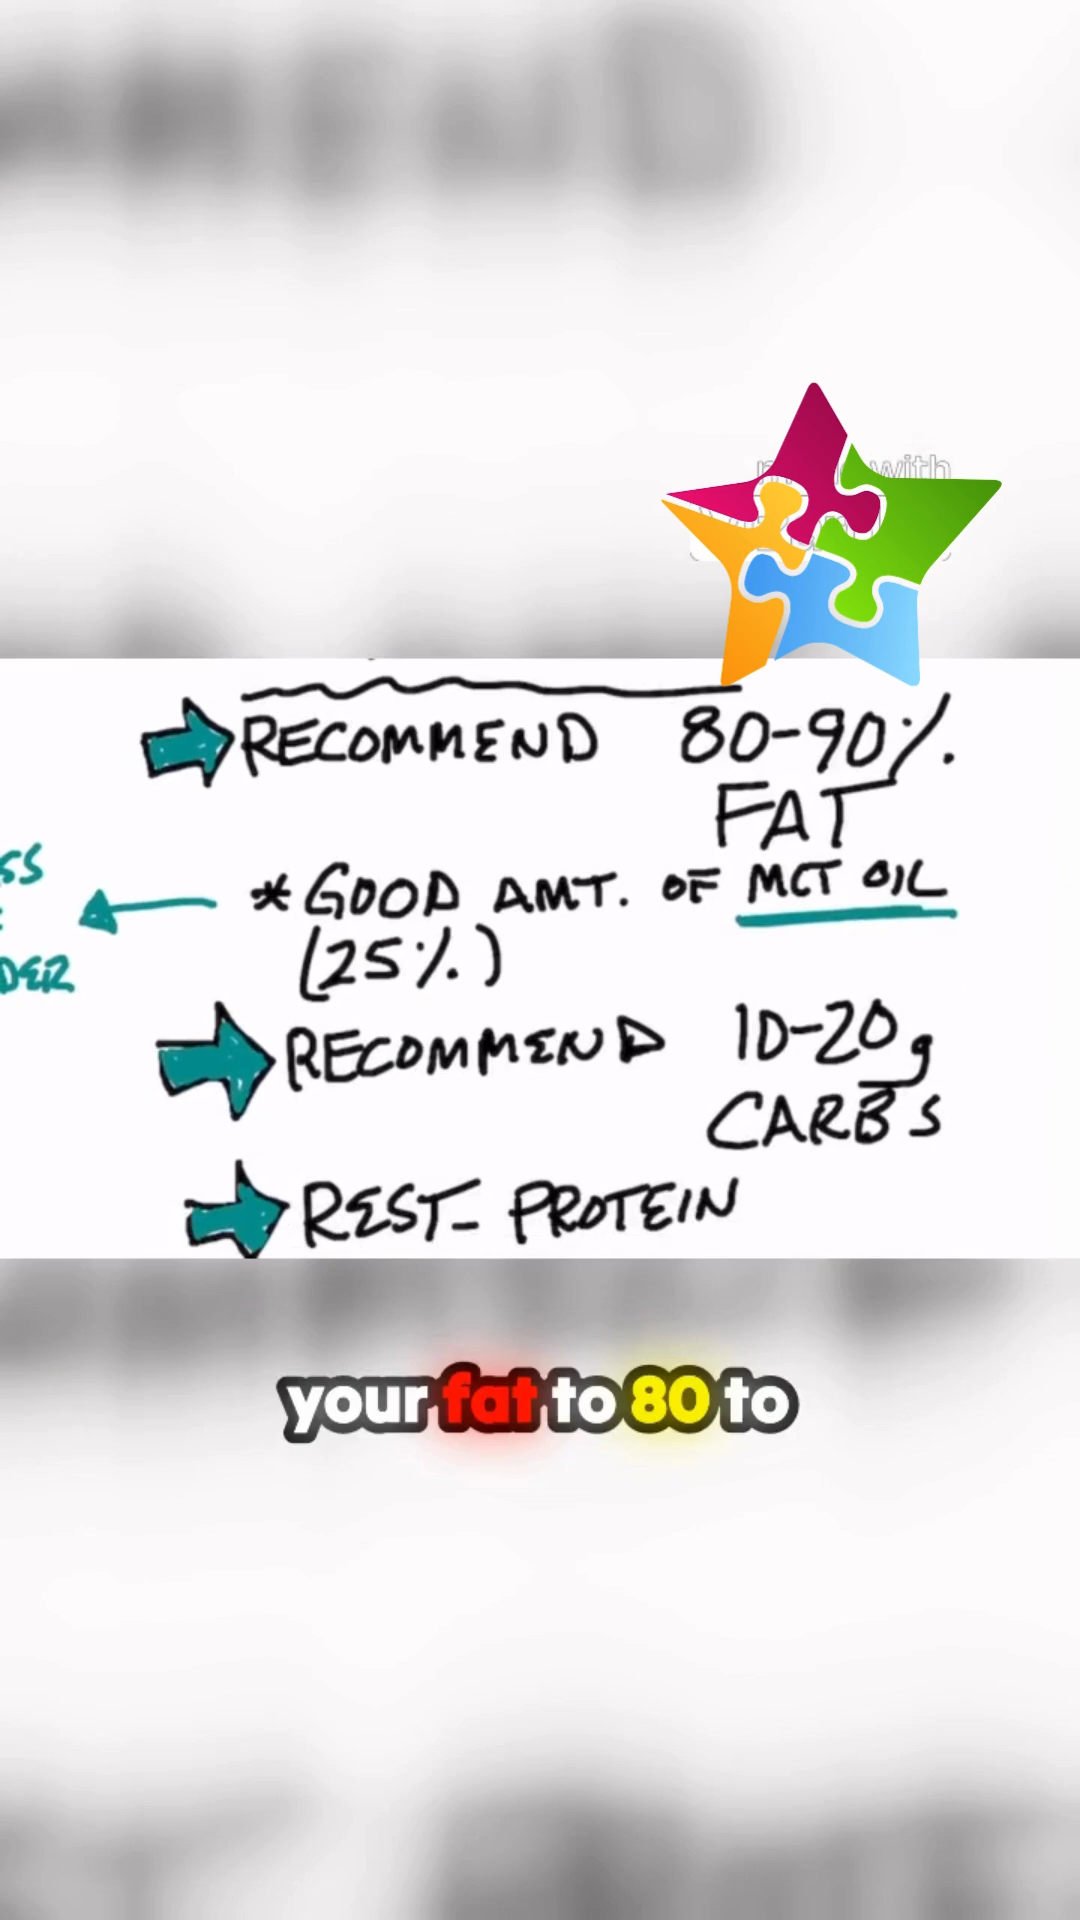 with
RECOMMEND 80-90%
FAT
* GOOD AMT. OF MCT OIL
(25%)
RECOMMEND 10-20g
CARBS
REST- PROTEIN
your fat to 80 to